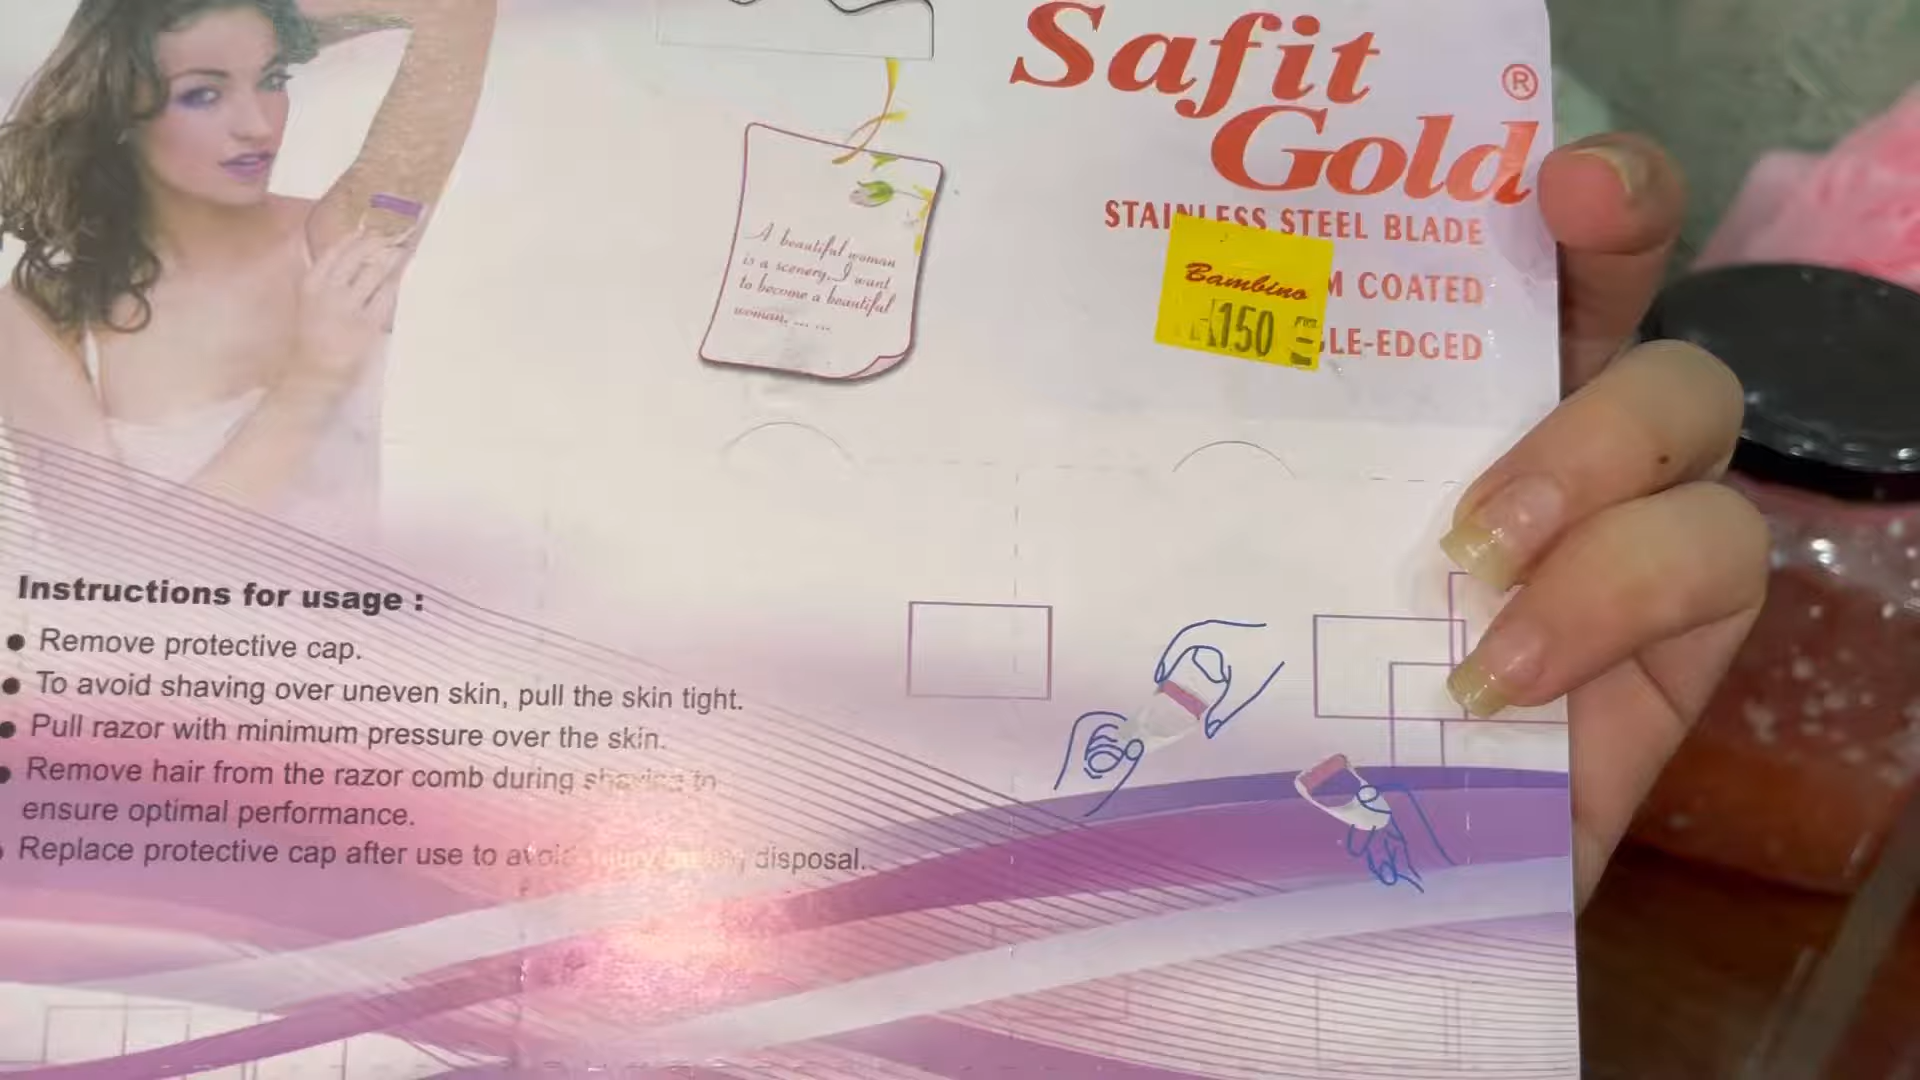 Safit
Gold ®
STAINLESS STEEL BLADE
M COATED
LE-EDGED
Bambino
150
A beautiful woman
is a scenery. I want
to become a beautiful
woman. ... ...
Instructions for usage :
● Remove protective cap.
● To avoid shaving over uneven skin, pull the skin tight.
● Pull razor with minimum pressure over the skin.
● Remove hair from the razor comb during shaving to
ensure optimal performance.
● Replace protective cap after use to avoid disposal.